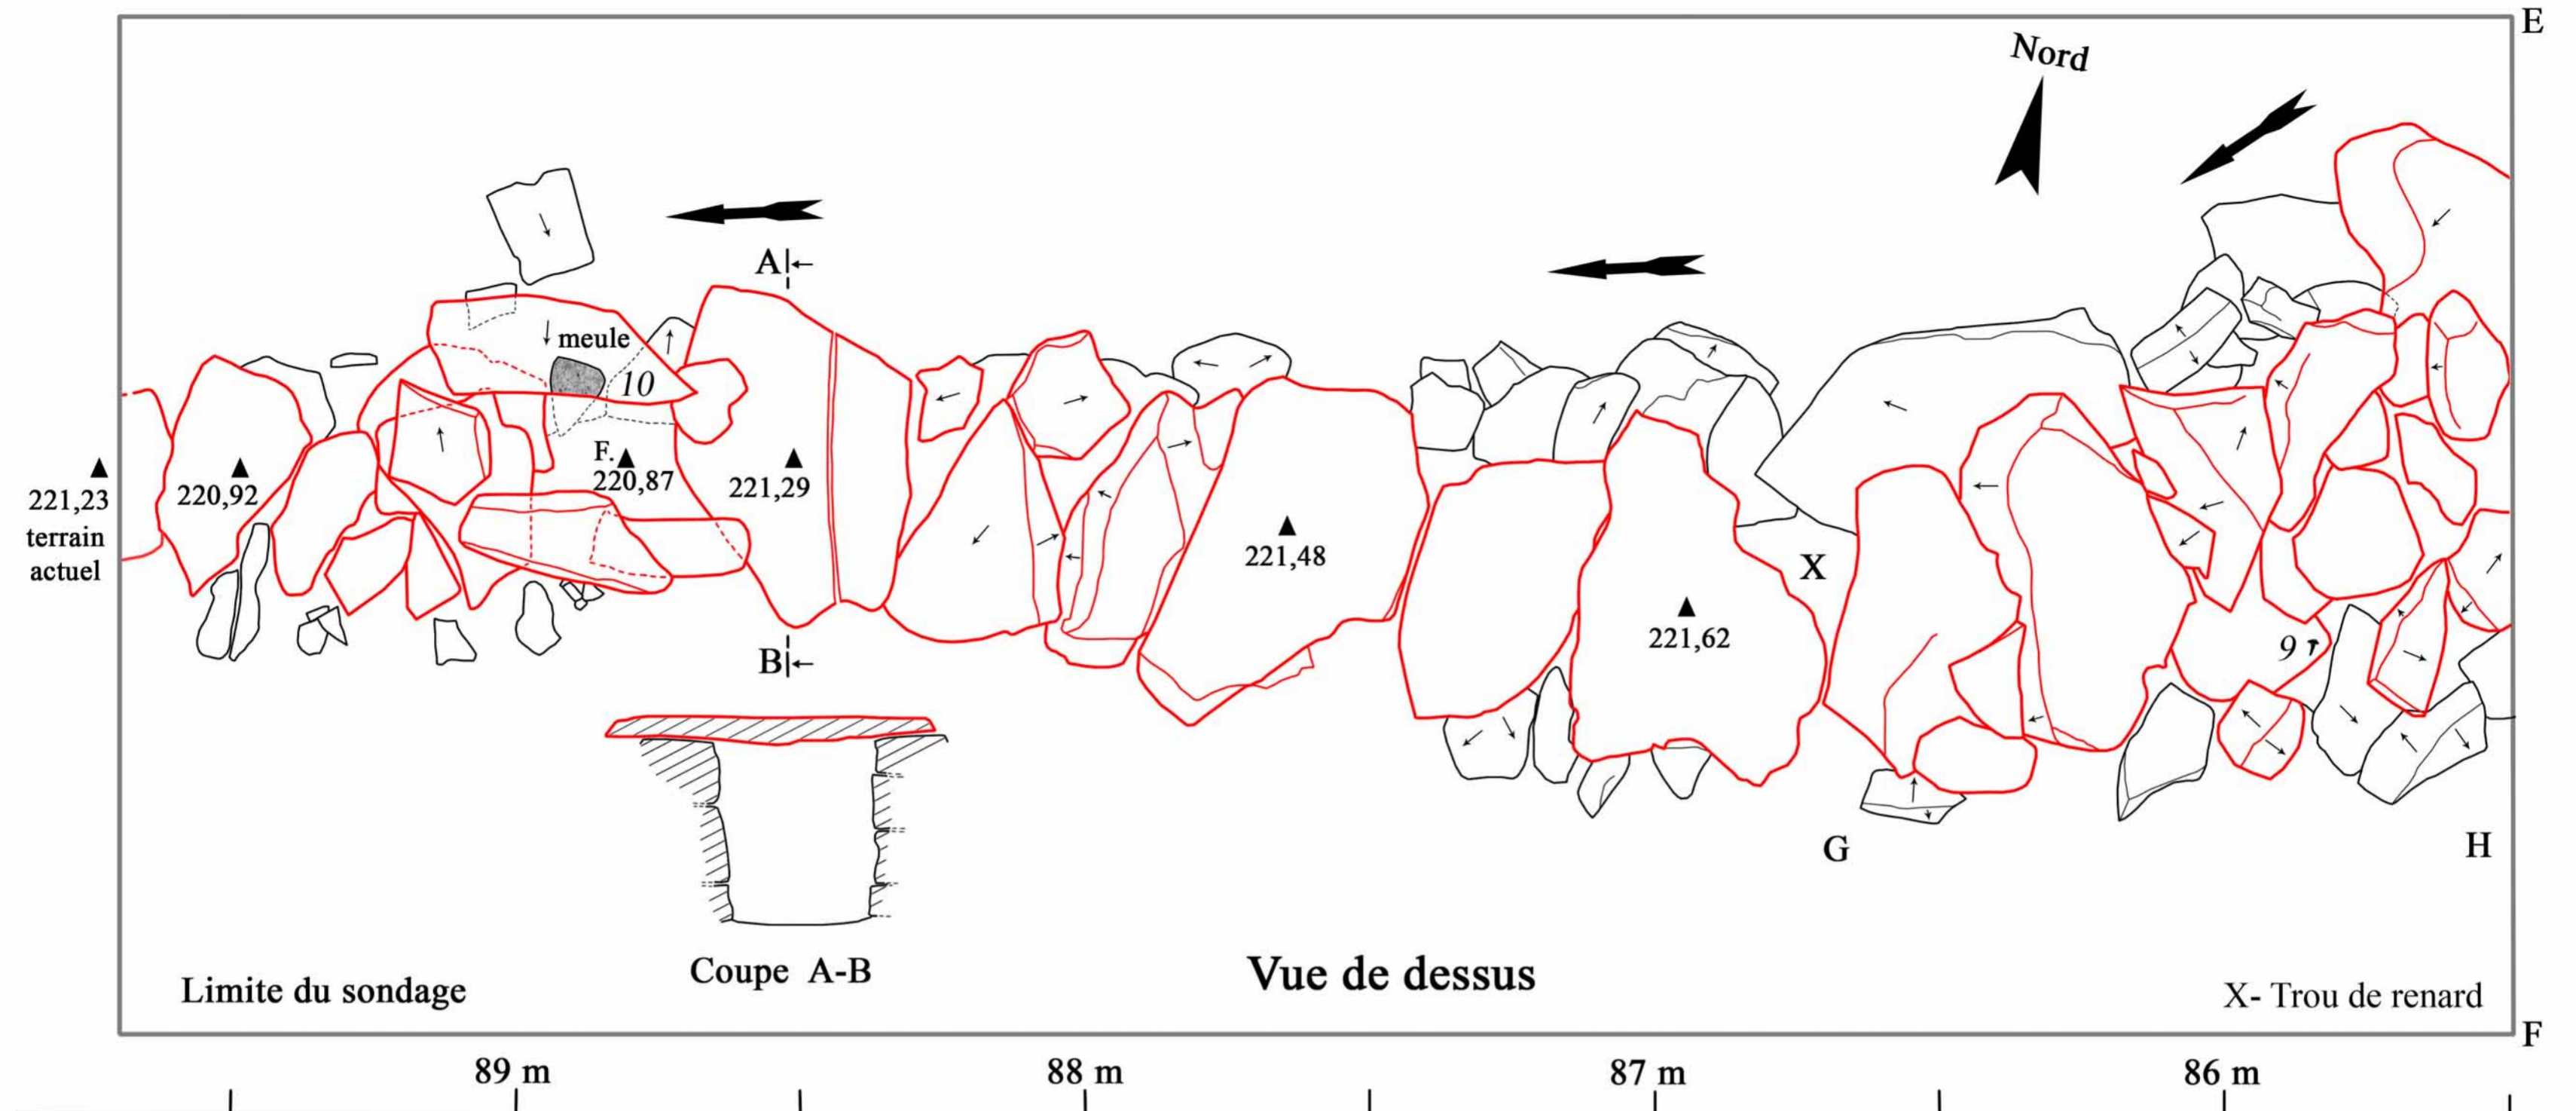 E
Nord
A
meule
10
F.
220,87
221,29
220,92
221,23
terrain
actuel
221,48
X
221,62
9
B
G
H
Coupe A-B
Vue de dessus
Limite du sondage
X- Trou de renard
F
89 m
88 m
87 m
86 m